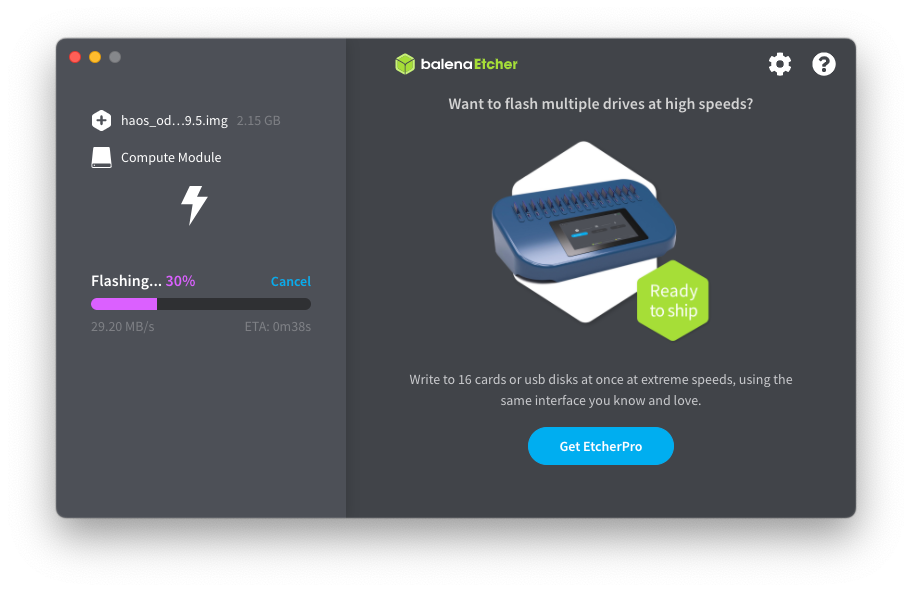 balenaEtcher
haos_od...9.5.img 2.15 GB
Compute Module
Flashing... 30% Cancel
29.20 MB/s ETA: 0m38s
Want to flash multiple drives at high speeds?
Ready
to ship
Write to 16 cards or usb disks at once at extreme speeds, using the
same interface you know and love.
Get EtcherPro